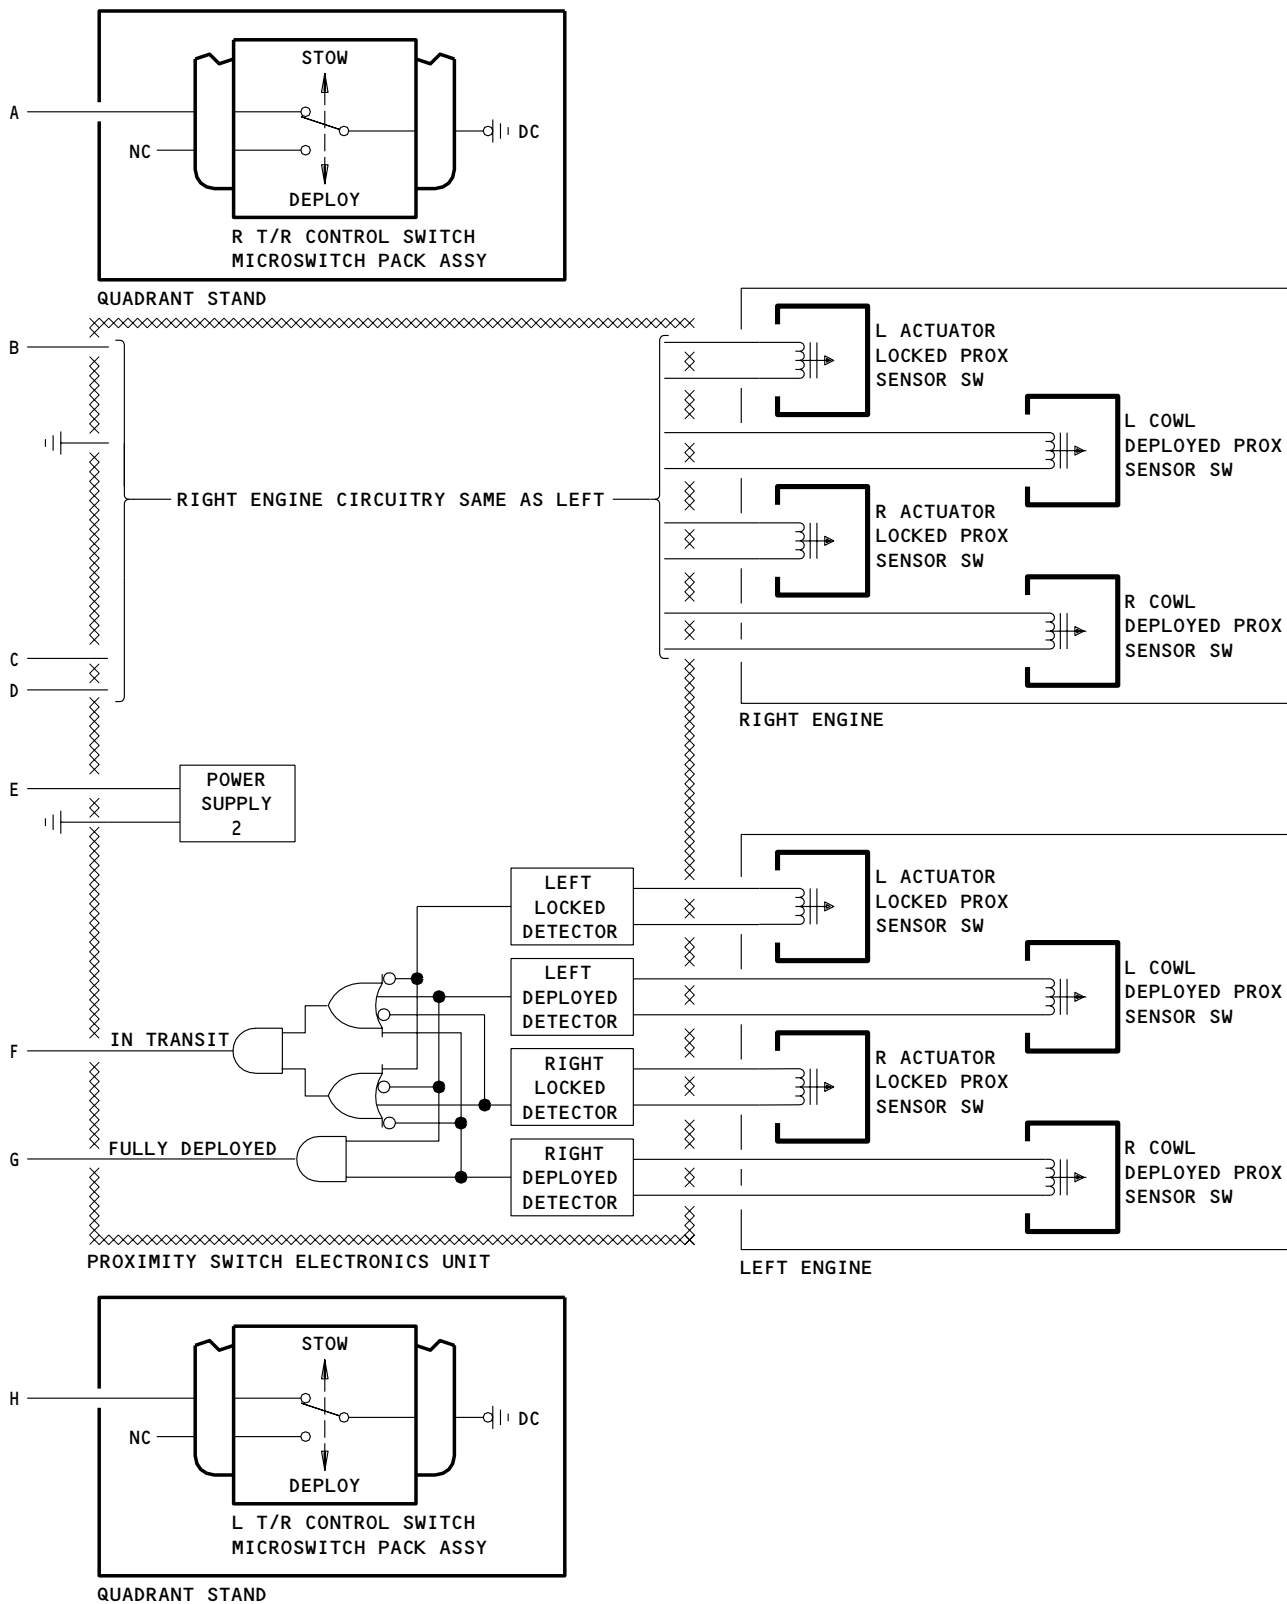 STOW
A
NC
DC
DEPLOY
R T/R CONTROL SWITCH
MICROSWITCH PACK ASSY
QUADRANT STAND
B
L ACTUATOR
LOCKED PROX
SENSOR SW
L COWL
DEPLOYED PROX
SENSOR SW
RIGHT ENGINE CIRCUITRY SAME AS LEFT
R ACTUATOR
LOCKED PROX
SENSOR SW
R COWL
DEPLOYED PROX
SENSOR SW
C
D
RIGHT ENGINE
E
POWER
SUPPLY
2
LEFT
LOCKED
DETECTOR
L ACTUATOR
LOCKED PROX
SENSOR SW
LEFT
DEPLOYED
DETECTOR
L COWL
DEPLOYED PROX
SENSOR SW
F
IN TRANSIT
RIGHT
LOCKED
DETECTOR
R ACTUATOR
LOCKED PROX
SENSOR SW
G
FULLY DEPLOYED
RIGHT
DEPLOYED
DETECTOR
R COWL
DEPLOYED PROX
SENSOR SW
PROXIMITY SWITCH ELECTRONICS UNIT
LEFT ENGINE
STOW
H
NC
DC
DEPLOY
L T/R CONTROL SWITCH
MICROSWITCH PACK ASSY
QUADRANT STAND